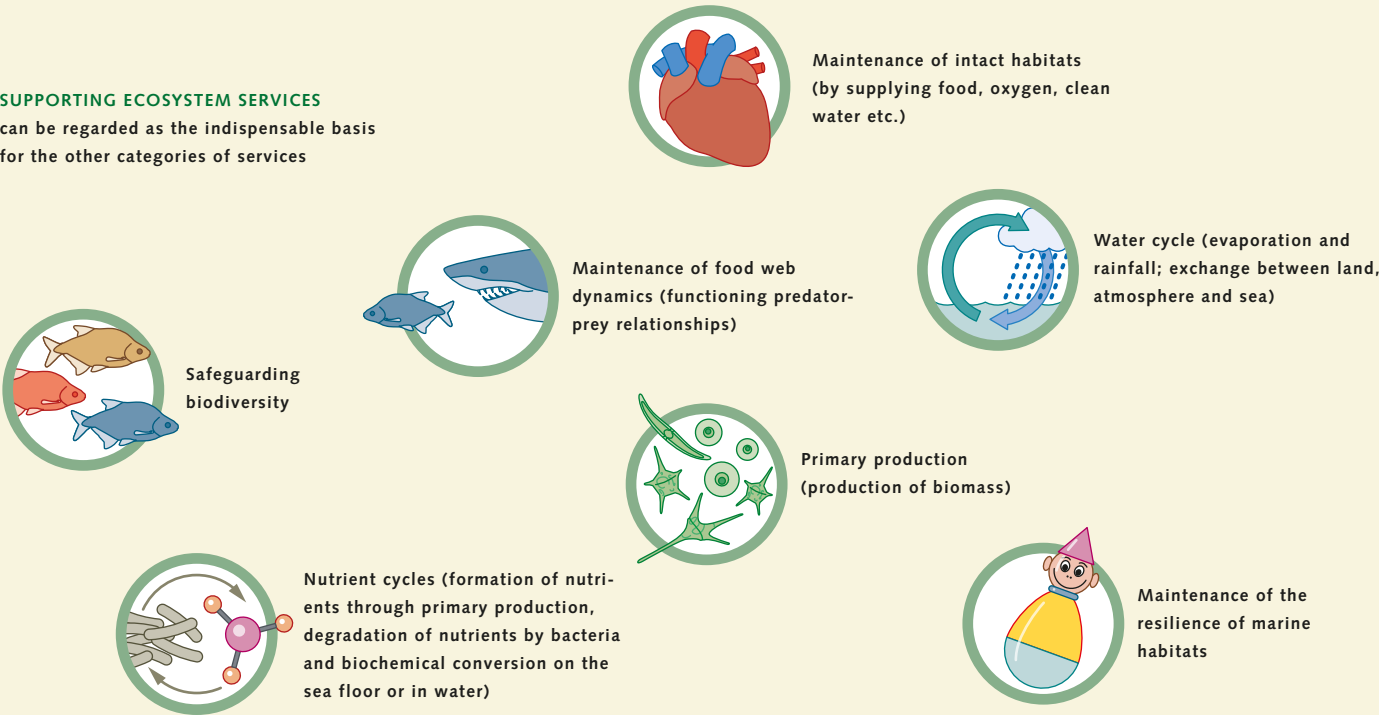 SUPPORTING ECOSYSTEM SERVICES
can be regarded as the indispensable basis
for the other categories of services
Maintenance of intact habitats
(by supplying food, oxygen, clean
water etc.)
Maintenance of food web
dynamics (functioning predator-
prey relationships)
Water cycle (evaporation and
rainfall; exchange between land,
atmosphere and sea)
Safeguarding
biodiversity
Primary production
(production of biomass)
Nutrient cycles (formation of nutri-
ents through primary production,
degradation of nutrients by bacteria
and biochemical conversion on the
sea floor or in water)
Maintenance of the
resilience of marine
habitats